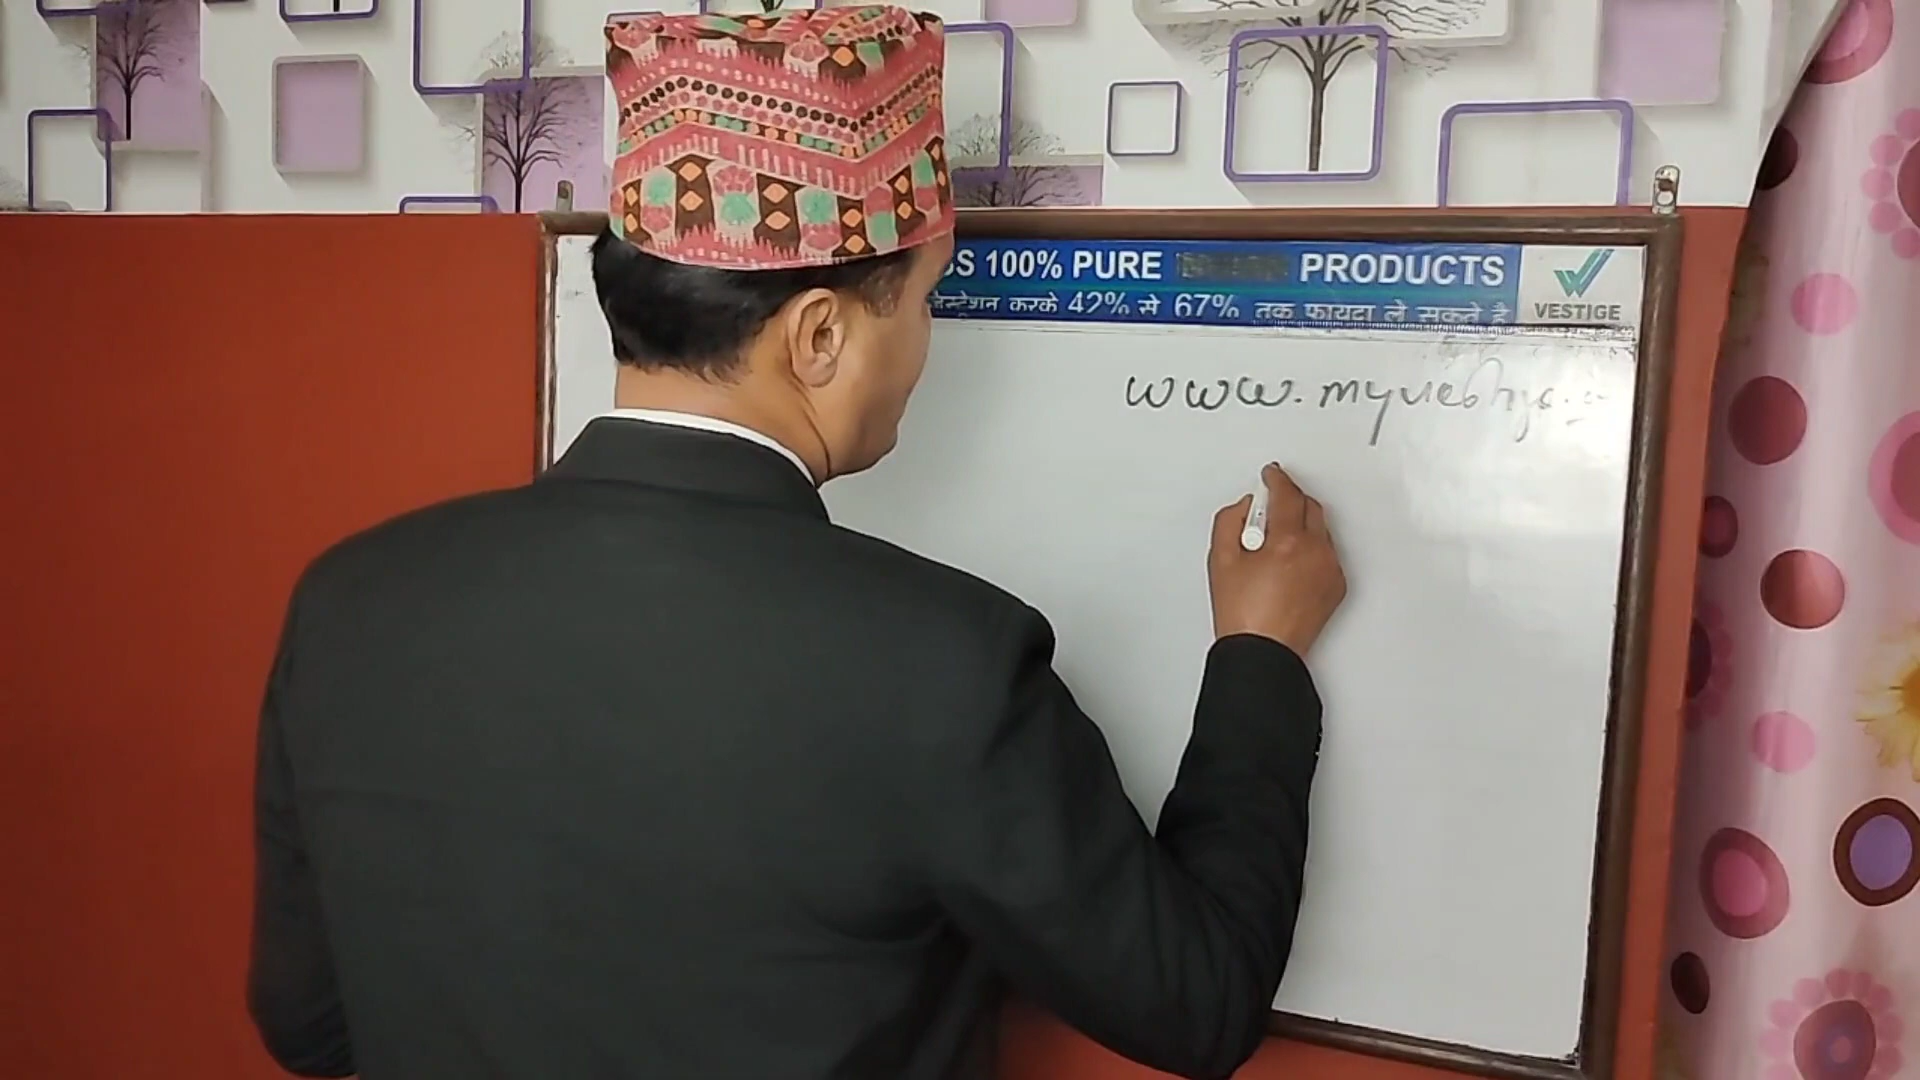 100% PURE PRODUCTS
करके 42% से 67% तक फायदा ले सकते है
VESTIGE
www.myvestige.